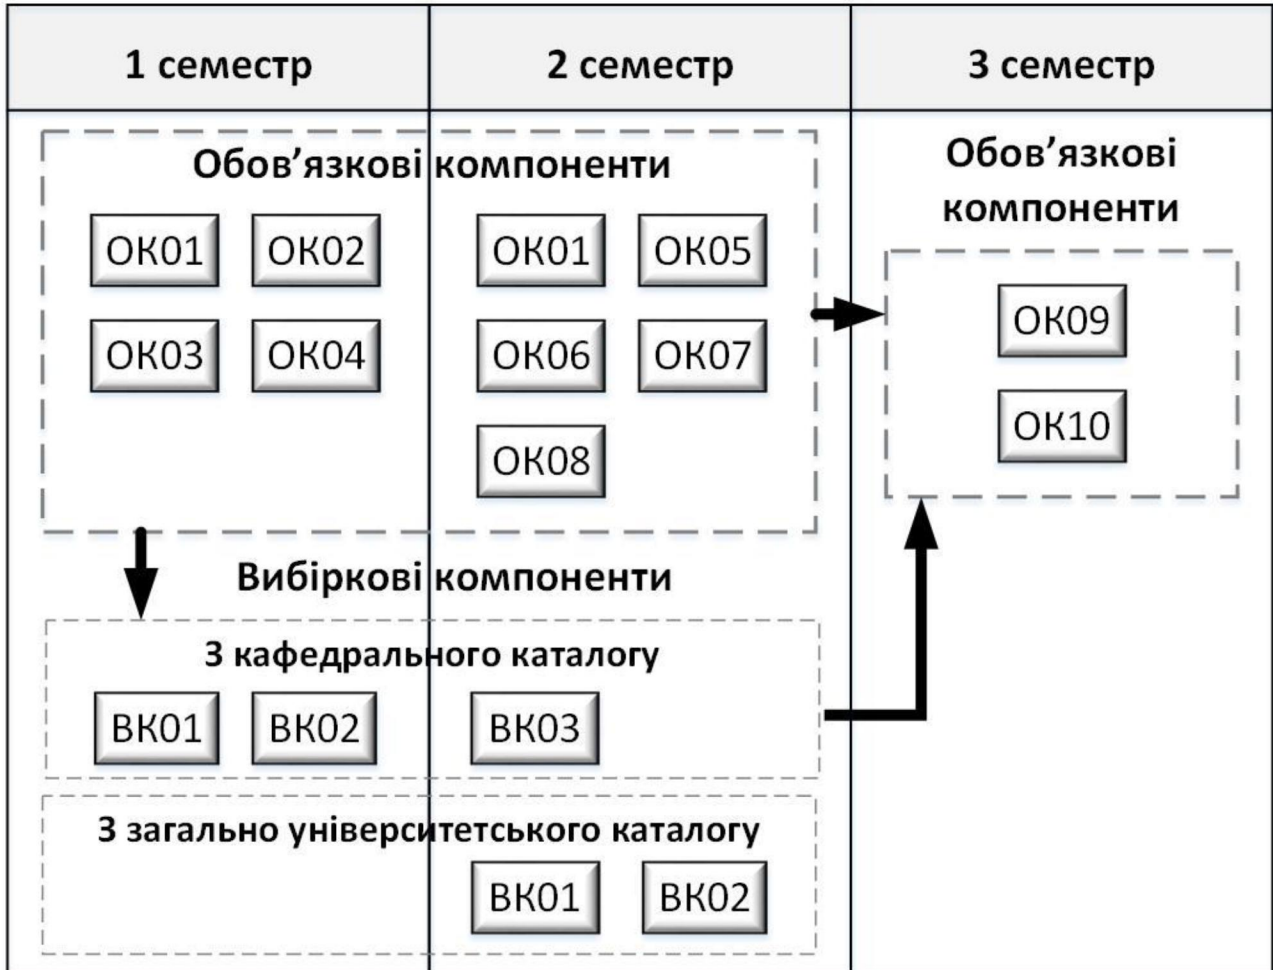 1 семестр
2 семестр
3 семестр
Обов’язкові компоненти
ОК01 ОК02
ОК03 ОК04
ОК01 ОК05
ОК06 ОК07
ОК08
Обов’язкові
компоненти
ОК09
ОК10
Вибіркові компоненти
З кафедрального каталогу
ВК01 ВК02 ВК03
З загально університетського каталогу
ВК01 ВК02